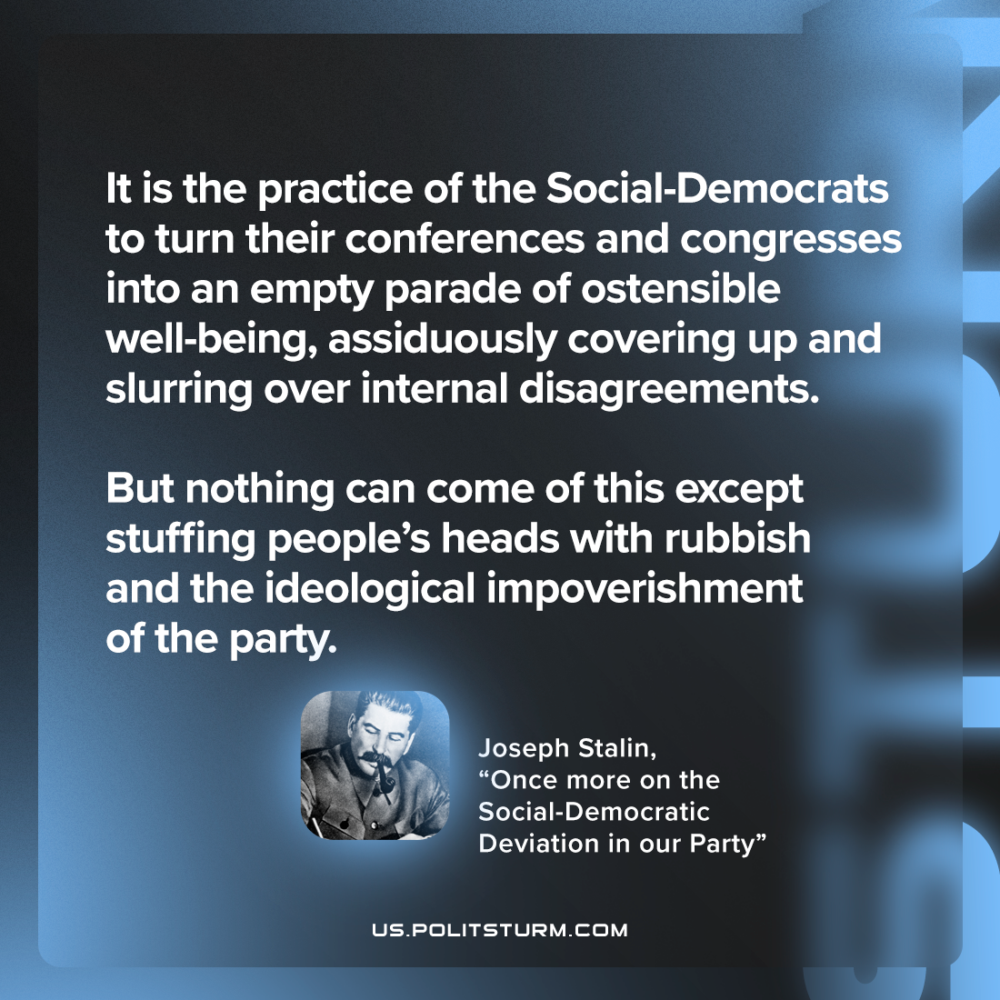 It is the practice of the Social-Democrats
to turn their conferences and congresses
into an empty parade of ostensible
well-being, assiduously covering up and
slurring over internal disagreements.
But nothing can come of this except
stuffing people’s heads with rubbish
and the ideological impoverishment
of the party.
Joseph Stalin,
“Once more on the
Social-Democratic
Deviation in our Party”
US.POLITSTURM.COM